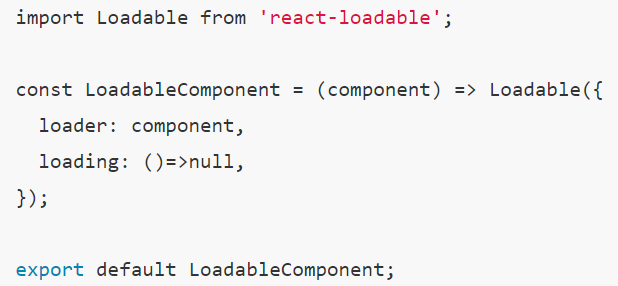 import Loadable from 'react-loadable';

const LoadableComponent = (component) => Loadable({
  loader: component,
  loading: ()=>null,
});

export default LoadableComponent;